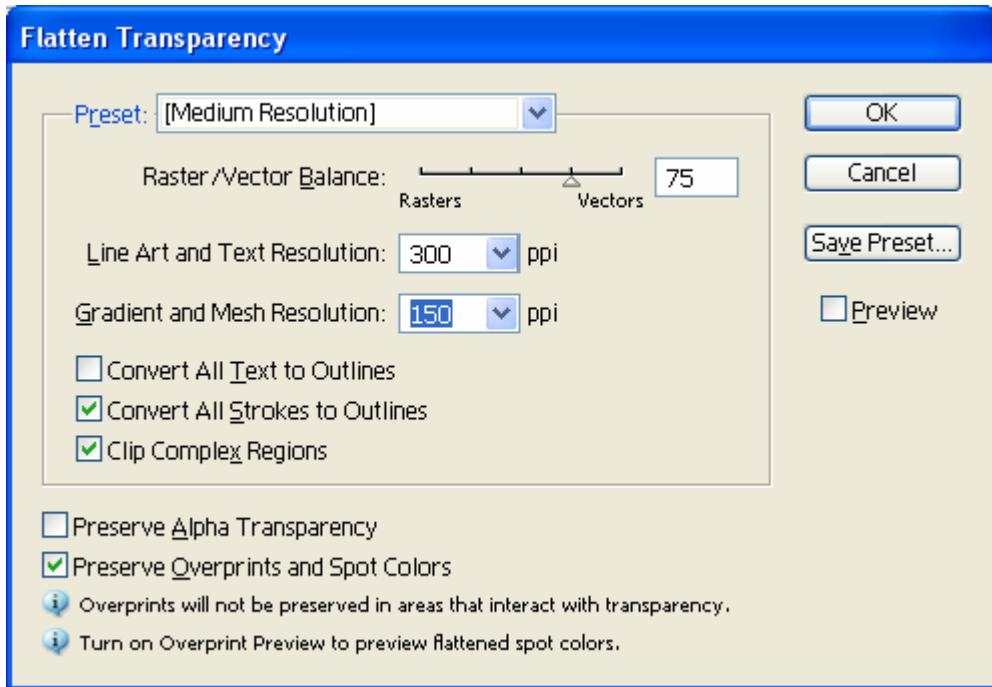 Flatten Transparency
Preset: [Medium Resolution]
OK
Raster/Vector Balance: 75
Rasters Vectors
Cancel
Line Art and Text Resolution: 300 ppi
Save Preset...
Gradient and Mesh Resolution: 150 ppi
Preview
Convert All Text to Outlines
Convert All Strokes to Outlines
Clip Complex Regions
Preserve Alpha Transparency
Preserve Overprints and Spot Colors
Overprints will not be preserved in areas that interact with transparency.
Turn on Overprint Preview to preview flattened spot colors.